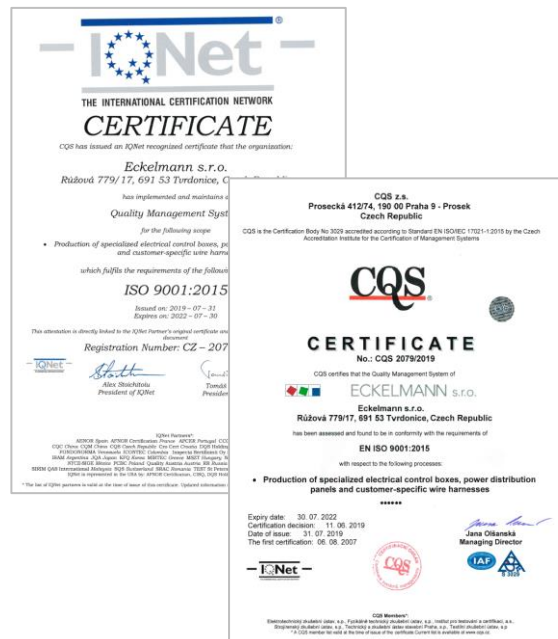 IQNet
®
THE INTERNATIONAL CERTIFICATION NETWORK
CERTIFICATE
CQS has issued an IQNet recognized certificate that the organization:
Eckelmann s.r.o.
Růžová 779/17, 691 53 Tvrdonice, C
has implemented and maintains a
Quality Management Syst
for the following scope
• Production of specialized electrical control boxes, po
and customer-specific wire harn
which fulfils the requirements of the followin
ISO 9001:2015
Issued on: 2019 – 07 – 31
Expires on: 2022 – 07 – 30
This attestation is directly linked to the IQNet Partner's original certificate and
document
Registration Number: CZ – 207
IQNet
Alex Stoichitoiu
President of IQNet
Tomáš
Presiden
IQNet Partners*:
CQS z.s.
Prosecká 412/74, 190 00 Praha 9 - Prosek
Czech Republic
CQS is the Certification Body No 3029 accredited according to Standard EN ISO/IEC 17021-1:2015 by the Czech
Accreditation Institute for the Certification of Management Systems
CQS
®
CERTIFICATE
No.: CQS 2079/2019
CQS certifies that the Quality Management System of
ECKELMANN s.r.o.
Eckelmann s.r.o.
Růžová 779/17, 691 53 Tvrdonice, Czech Republic
has been assessed and found to be in conformity with the requirements of
EN ISO 9001:2015
with respect to the following processes:
• Production of specialized electrical control boxes, power distribution
panels and customer-specific wire harnesses
******
Expiry date: 30. 07. 2022
Certification decision: 11. 06. 2019
Date of issue: 31. 07. 2019
The first certification: 06. 08. 2007
Jana Olšanská
Managing Director
IQNet
CQS
IAF
CQS Members*: